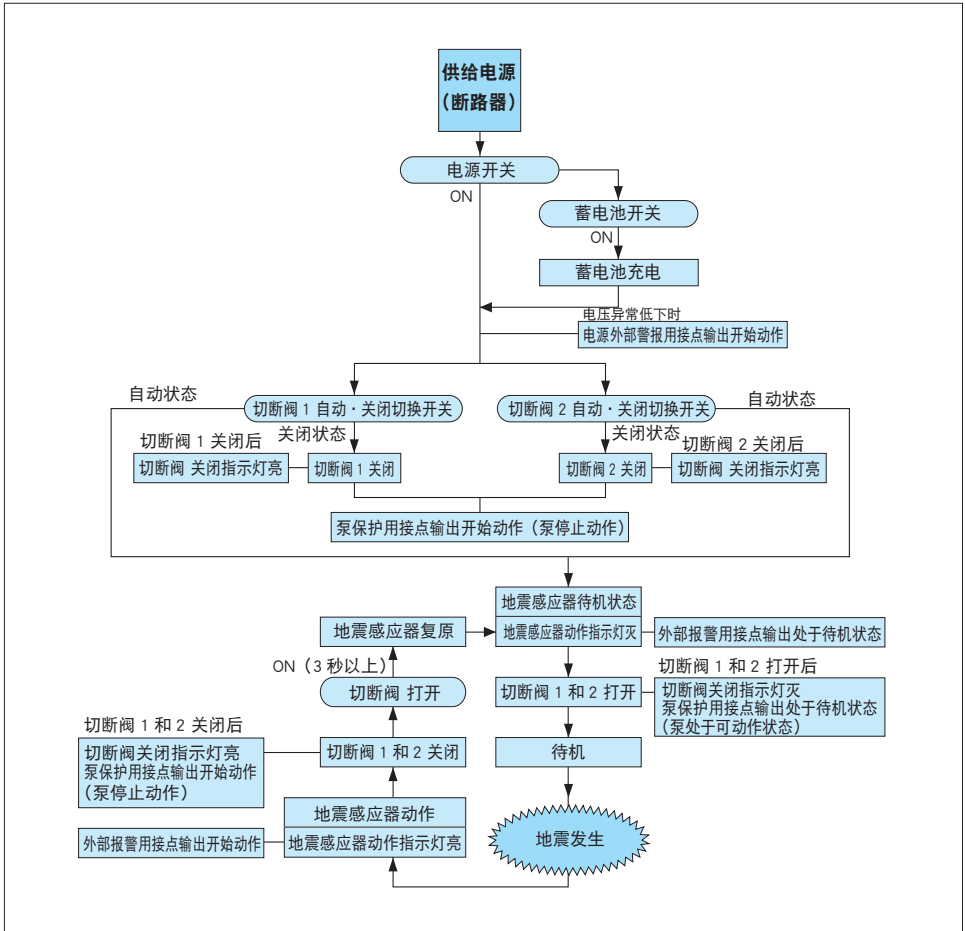 供给电源
（断路器）
电源开关
ON
蓄电池开关
ON
蓄电池充电
电压异常低下时
电源外部警报用接点输出开始动作
自动状态
切断阀 1 自动・关闭切换开关
切断阀 2 自动・关闭切换开关
自动状态
关闭状态
关闭状态
切断阀 1 关闭后
切断阀 关闭指示灯亮
切断阀 1 关闭
切断阀 2 关闭
切断阀 2 关闭后
切断阀 关闭指示灯亮
泵保护用接点输出开始动作（泵停止动作）
地震感应器待机状态
地震感应器动作指示灯灭
外部报警用接点输出处于待机状态
地震感应器复原
ON（3 秒以上）
切断阀 打开
切断阀 1 和 2 打开
切断阀 1 和 2 打开后
切断阀关闭指示灯灭
泵保护用接点输出处于待机状态
（泵处于可动作状态）
切断阀 1 和 2 关闭后
切断阀关闭指示灯亮
泵保护用接点输出开始动作
（泵停止动作）
切断阀 1 和 2 关闭
待机
地震感应器动作
地震感应器动作指示灯亮
外部报警用接点输出开始动作
地震发生